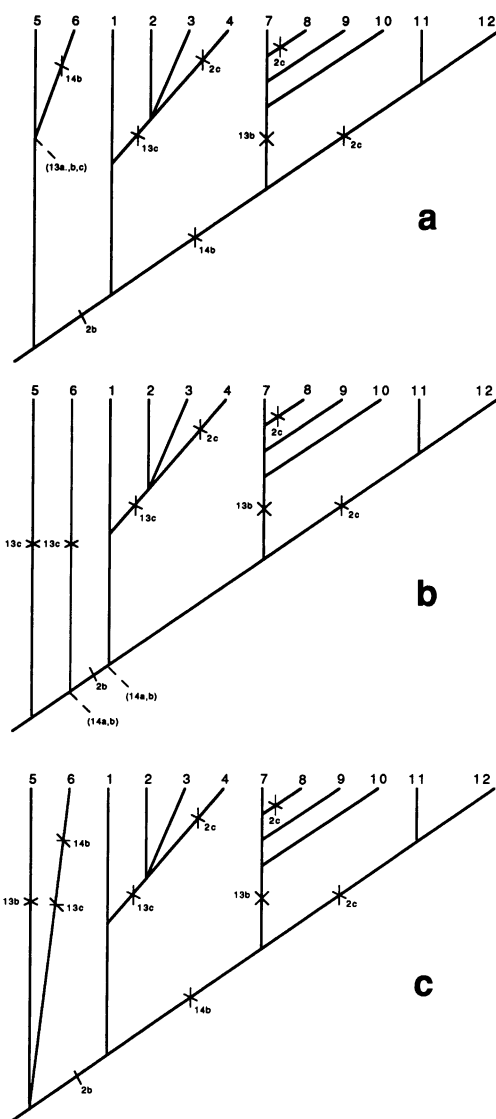 5 6 1 2 3 4 7 8 9 10 11 12
2c
14b 2c
13c 13b 2c
(13a.,b,c)
a
14b
2b
5 6 1 2 3 4 7 8 9 10 11 12
2c
2c
13c 13b 2c
13c 13c
b
2b (14a,b)
(14a,b)
5 6 1 2 3 4 7 8 9 10 11 12
2c
2c
14b
13b 13c 13c 13b 2c
c
14b
2b